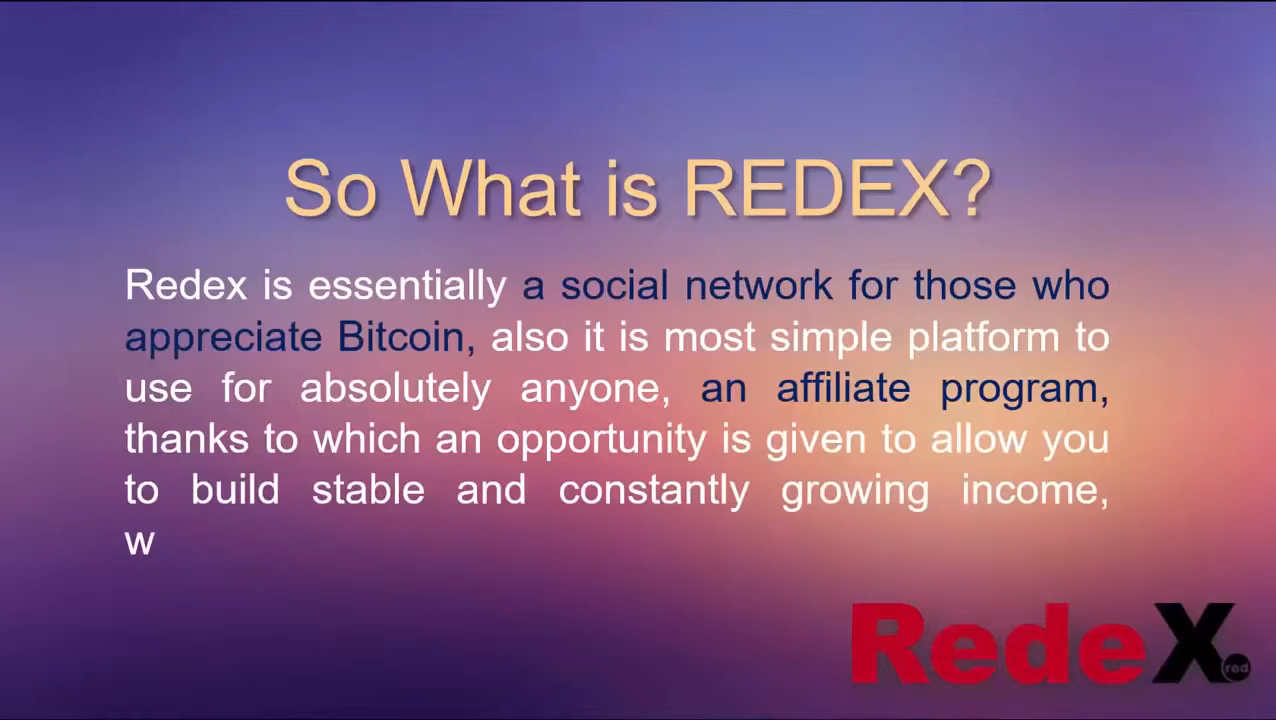 So What is REDEX?
Redex is essentially a social network for those who
appreciate Bitcoin, also it is most simple platform to
use for absolutely anyone, an affiliate program,
thanks to which an opportunity is given to allow you
to build stable and constantly growing income,
w
RedeX
red